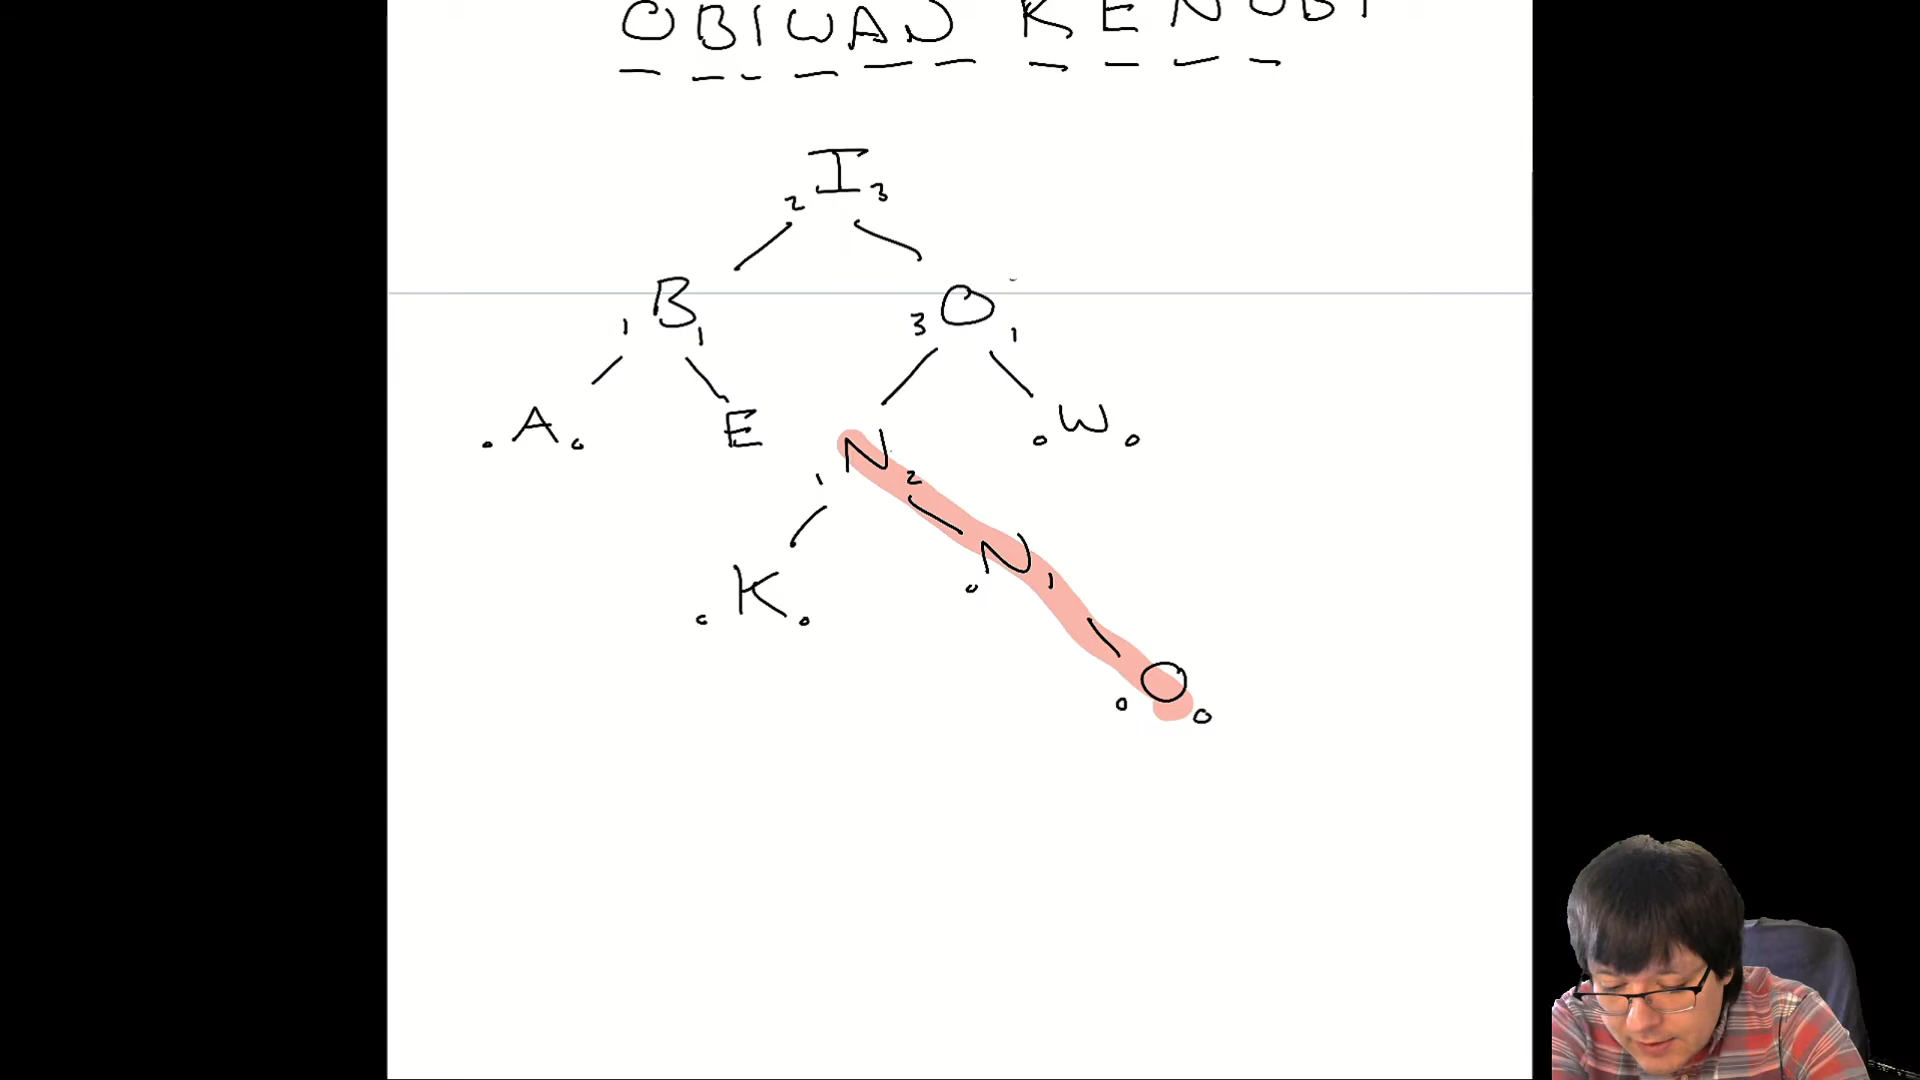 OBIWAN KENOBI
I
2 3
B O
1 1 3 1
A E N W
0 0 0 0
1 2
K N
0 0 0 1
O
0 0